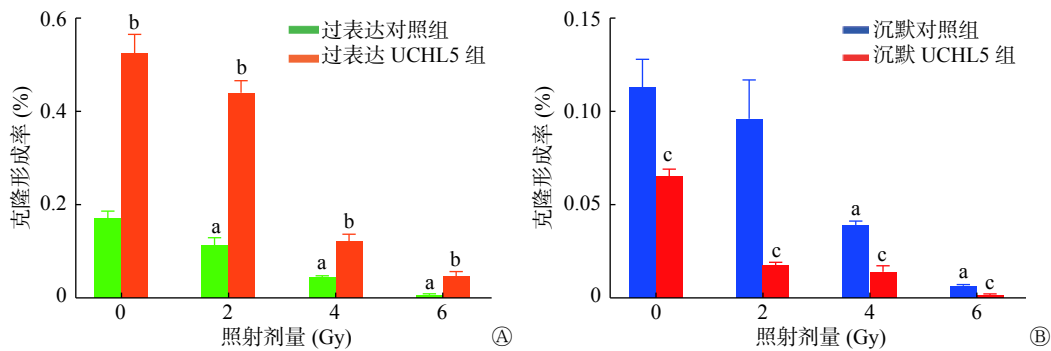 克隆形成率 (%)
0.6
0.4
0.2
0
过表达对照组
过表达 UCHL5 组
b
b
a
b
a
b
a
0 2 4 6
照射剂量 (Gy)
Ⓐ
克隆形成率 (%)
0.15
0.10
0.05
0.00
沉默对照组
沉默 UCHL5 组
c
c
a
c
a
c
0 2 4 6
照射剂量 (Gy)
Ⓑ